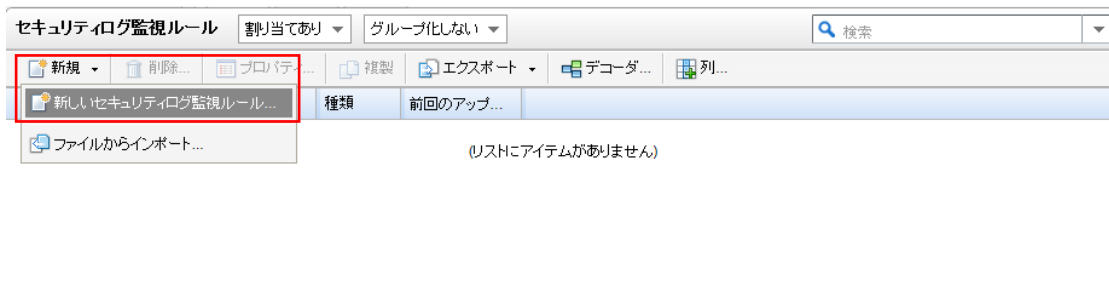 セキュリティログ監視ルール 割り当てあり グループ化しない 検索
新規 削除... プロパティ... 複製 エクスポート デコーダ... 列...
新しいセキュリティログ監視ルール... 種類 前回のアップ...
ファイルからインポート...
(リストにアイテムがありません)